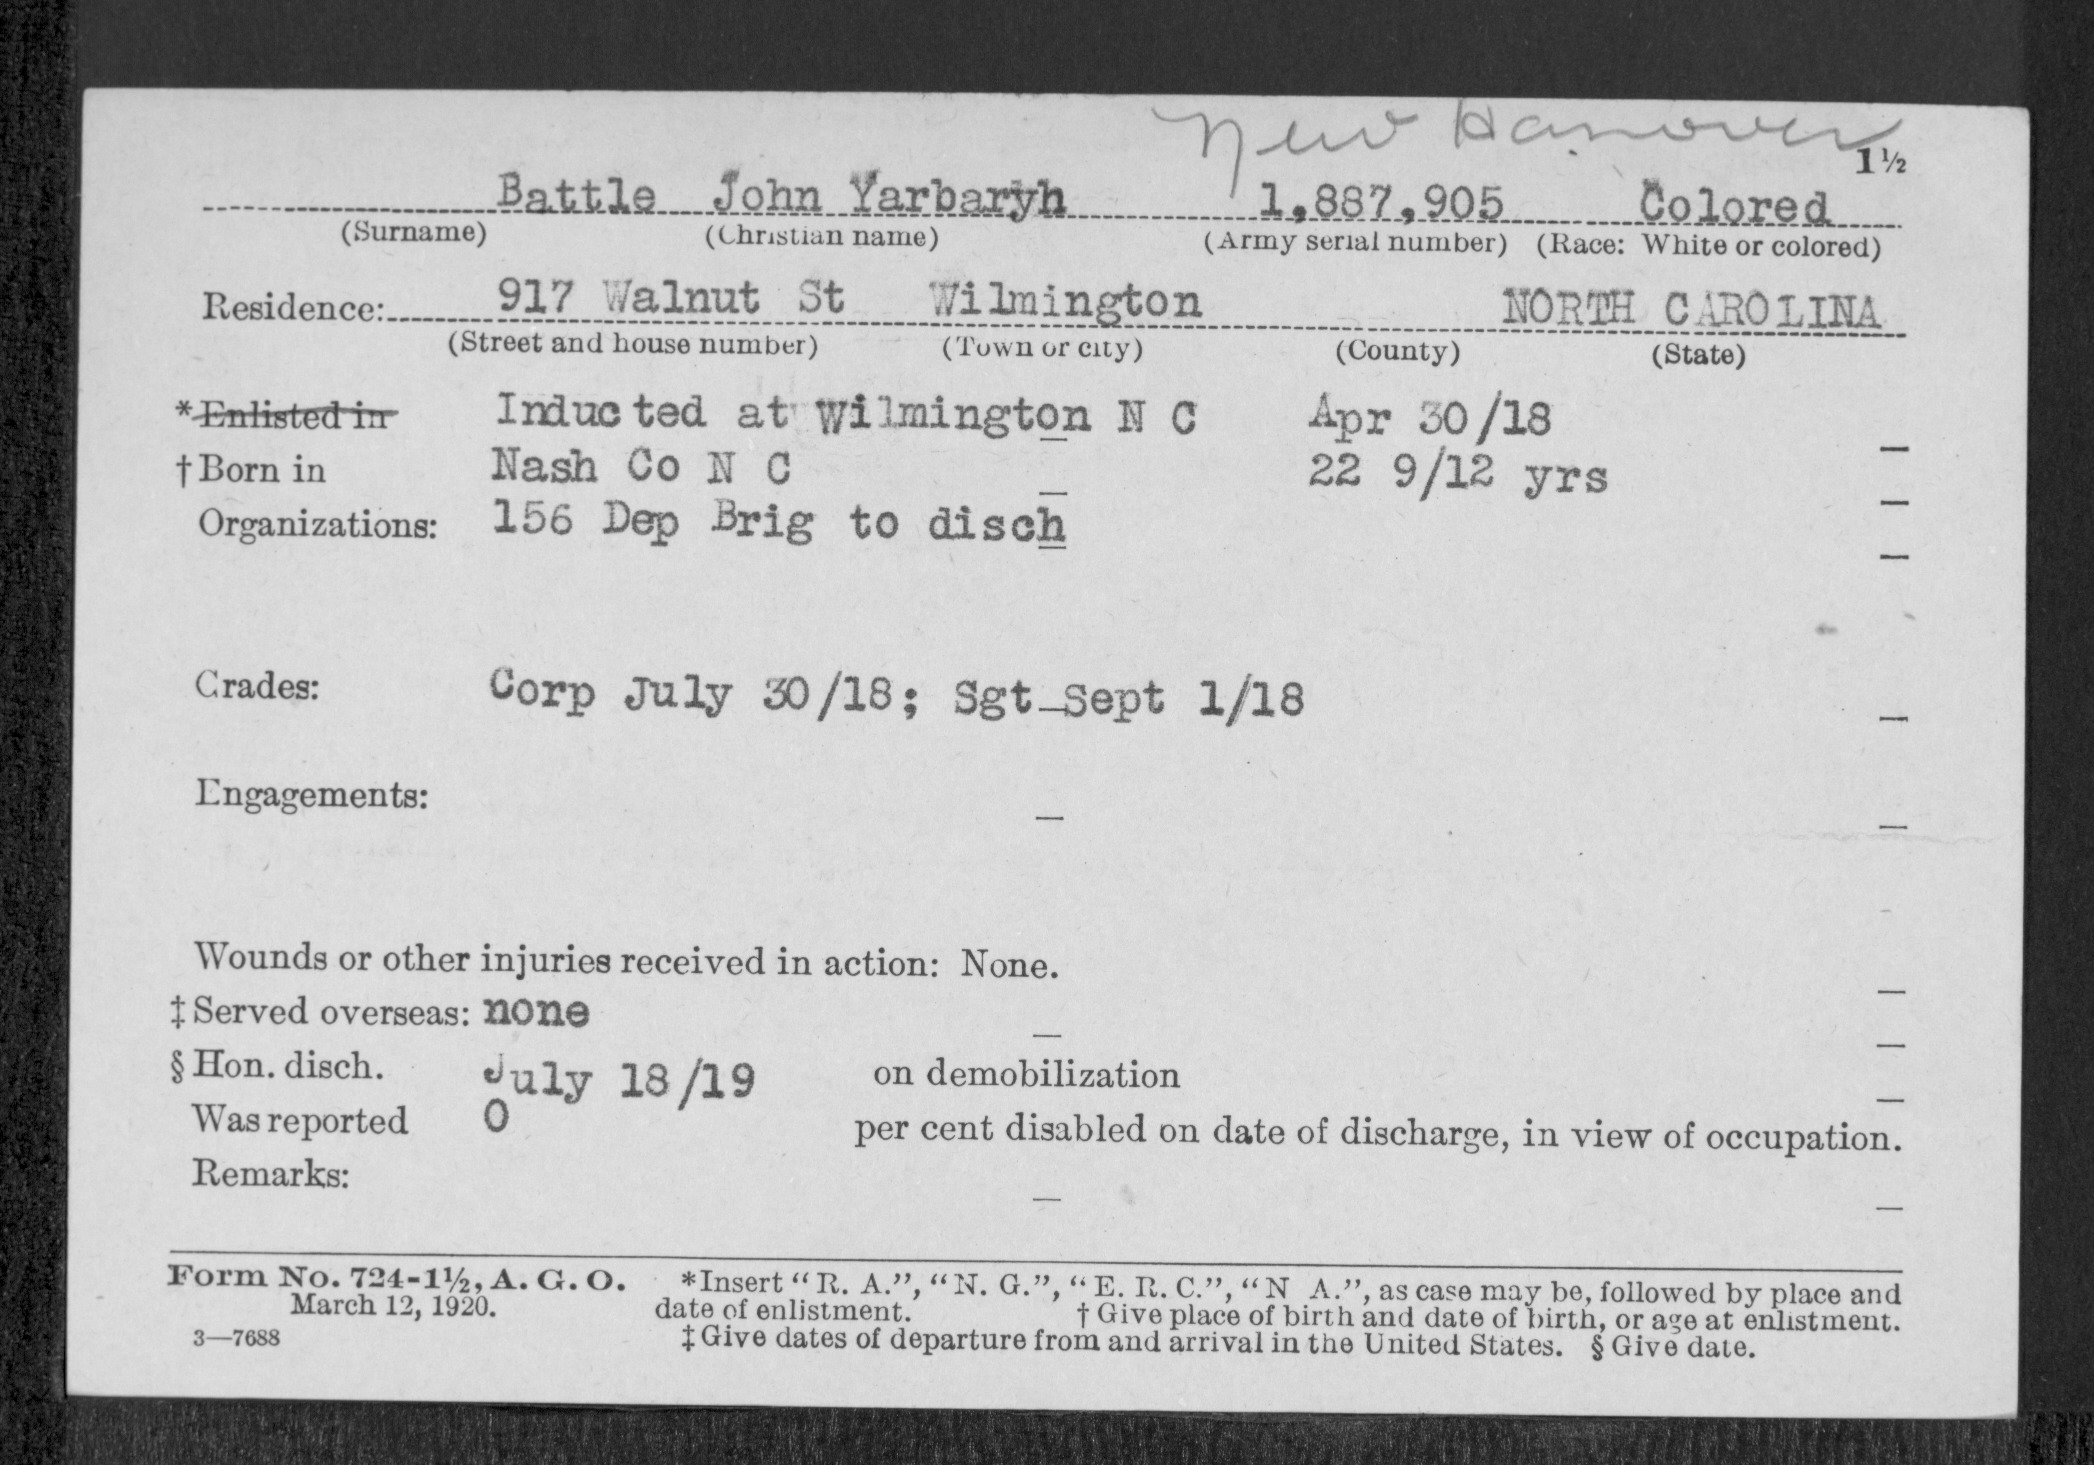 New Hanover
1½
Battle John Yarbaryh 1,887,905 Colored
(Surname) (Christian name) (Army serial number) (Race: White or colored)
Residence: 917 Walnut St Wilmington NORTH CAROLINA
(Street and house number) (Town or city) (County) (State)
*Enlisted in Inducted at Wilmington N C Apr 30/18
†Born in Nash Co N C 22 9/12 yrs
Organizations: 156 Dep Brig to disch
Grades: Corp July 30/18; Sgt Sept 1/18
Engagements:
Wounds or other injuries received in action: None.
‡Served overseas: none
§Hon. disch. July 18/19 on demobilization
Was reported 0 per cent disabled on date of discharge, in view of occupation.
Remarks:
Form No. 724-1½, A. G. O. *Insert "R. A.", "N. G.", "E. R. C.", "N A.", as case may be, followed by place and
March 12, 1920. date of enlistment. †Give place of birth and date of birth, or age at enlistment.
3—7688 ‡Give dates of departure from and arrival in the United States. §Give date.